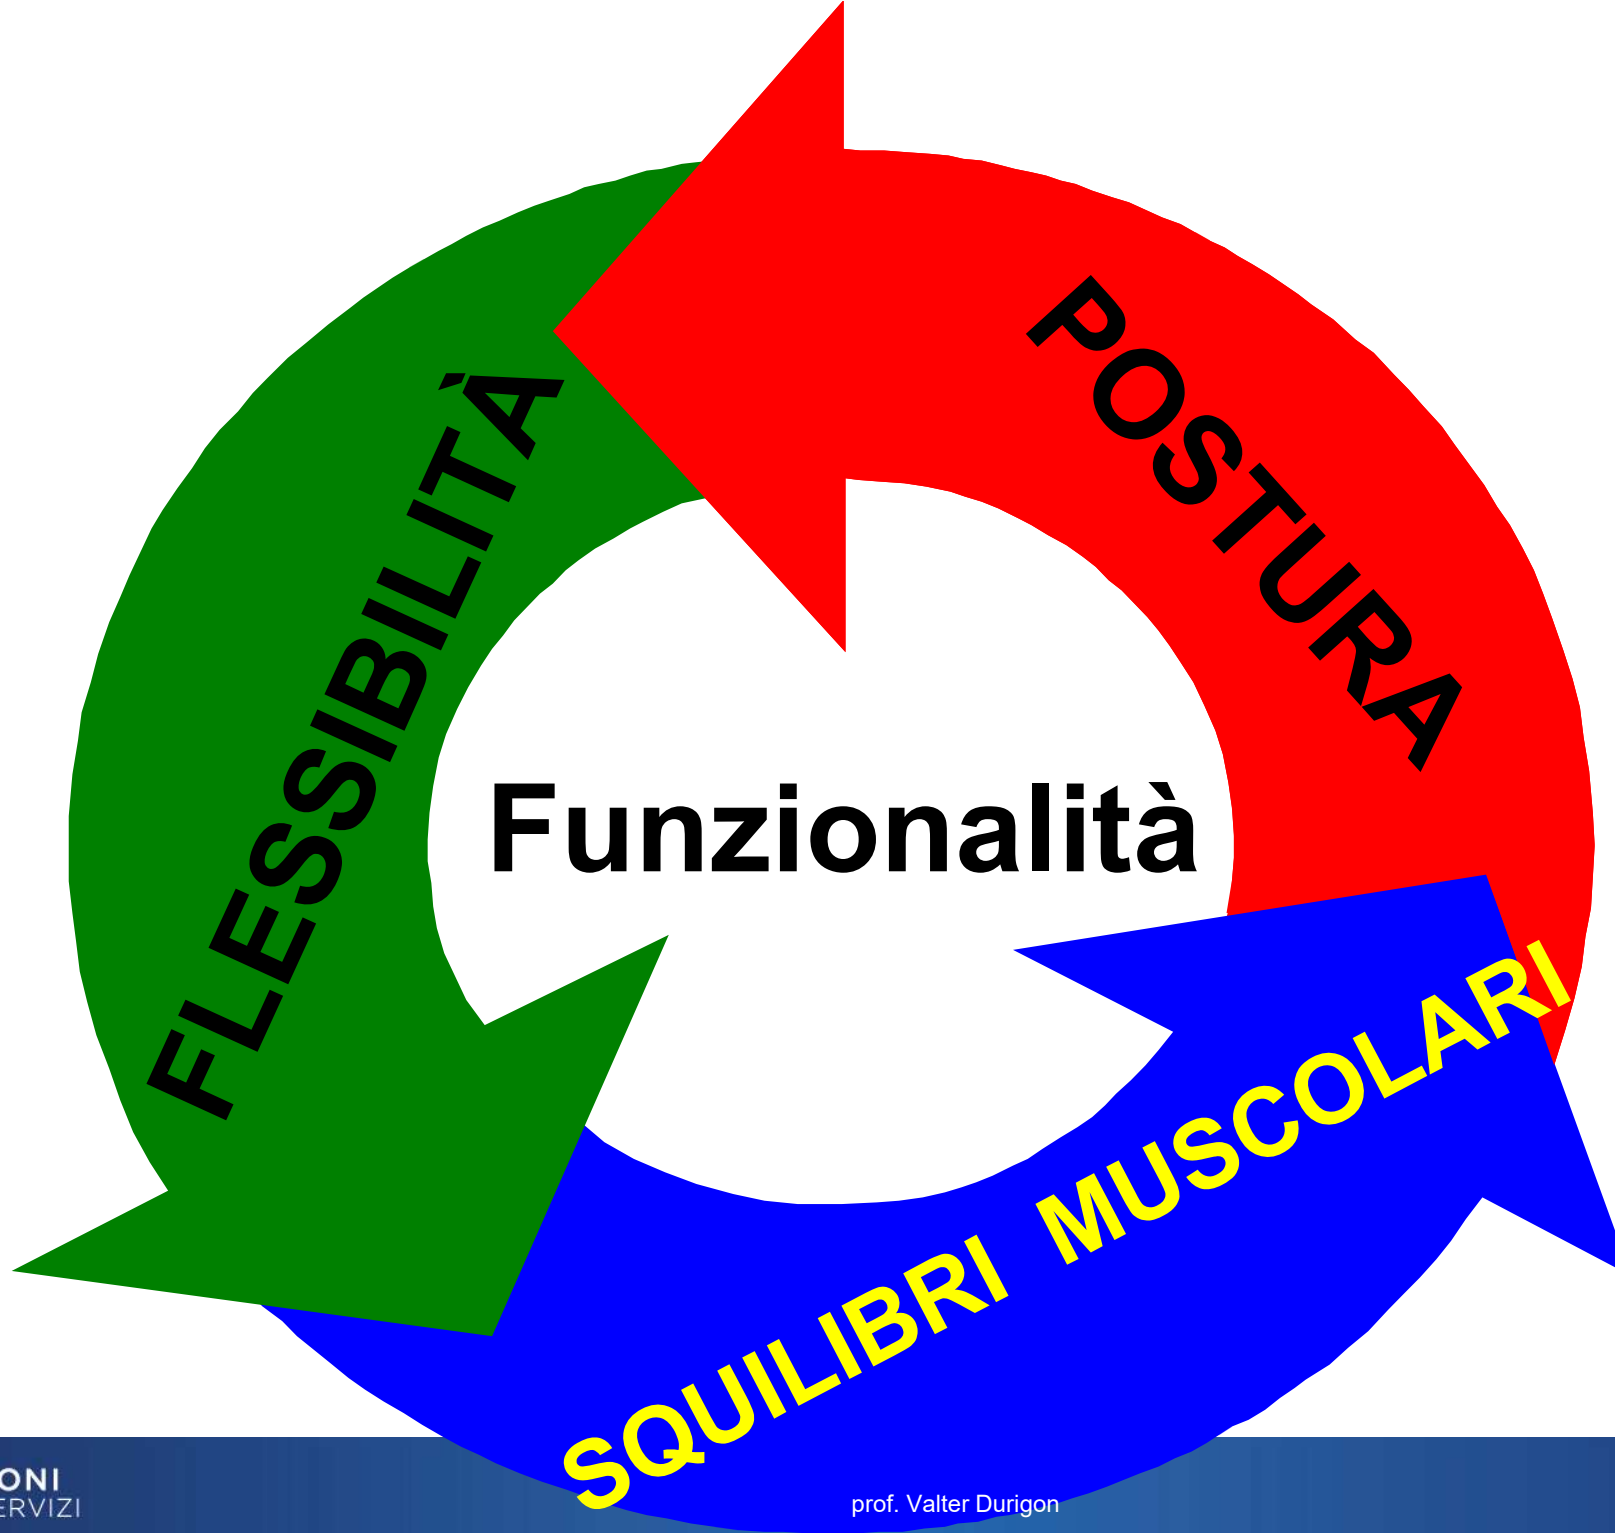 POSTURA
FLESSIBILITÀ
Funzionalità
SQUILIBRI MUSCOLARI
prof. Valter Durigon